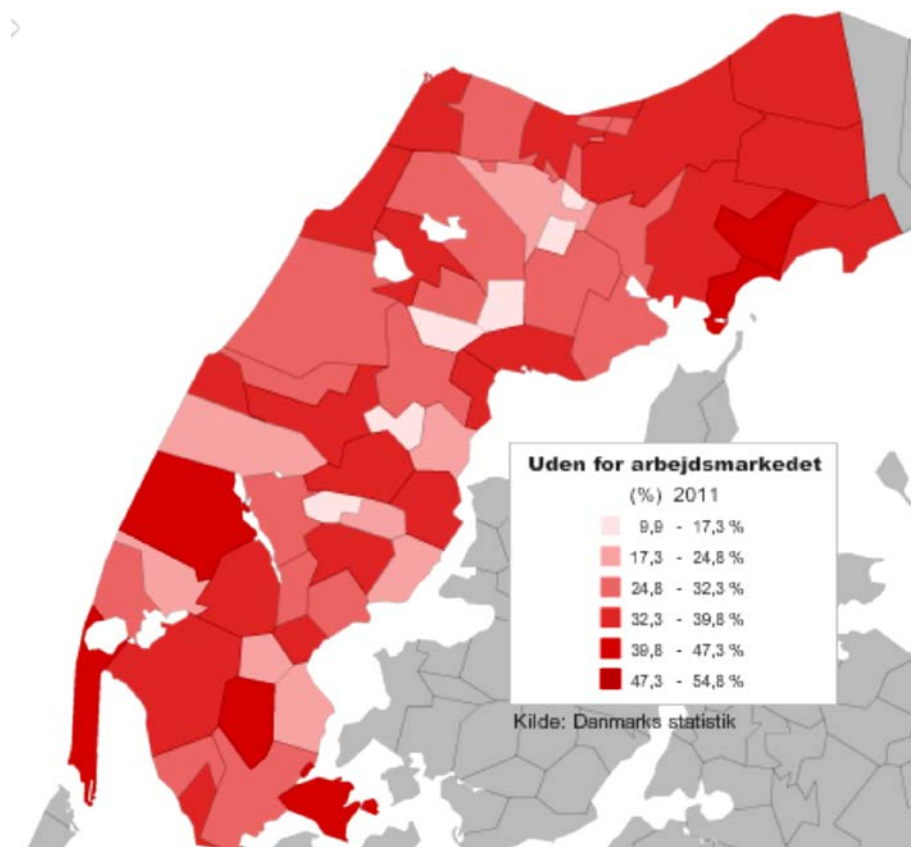 Uden for arbejdsmarkedet
(%) 2011
9,9 - 17,3 %
17,3 - 24,8 %
24,8 - 32,3 %
32,3 - 39,8 %
39,8 - 47,3 %
47,3 - 54,8 %
Kilde: Danmarks statistik